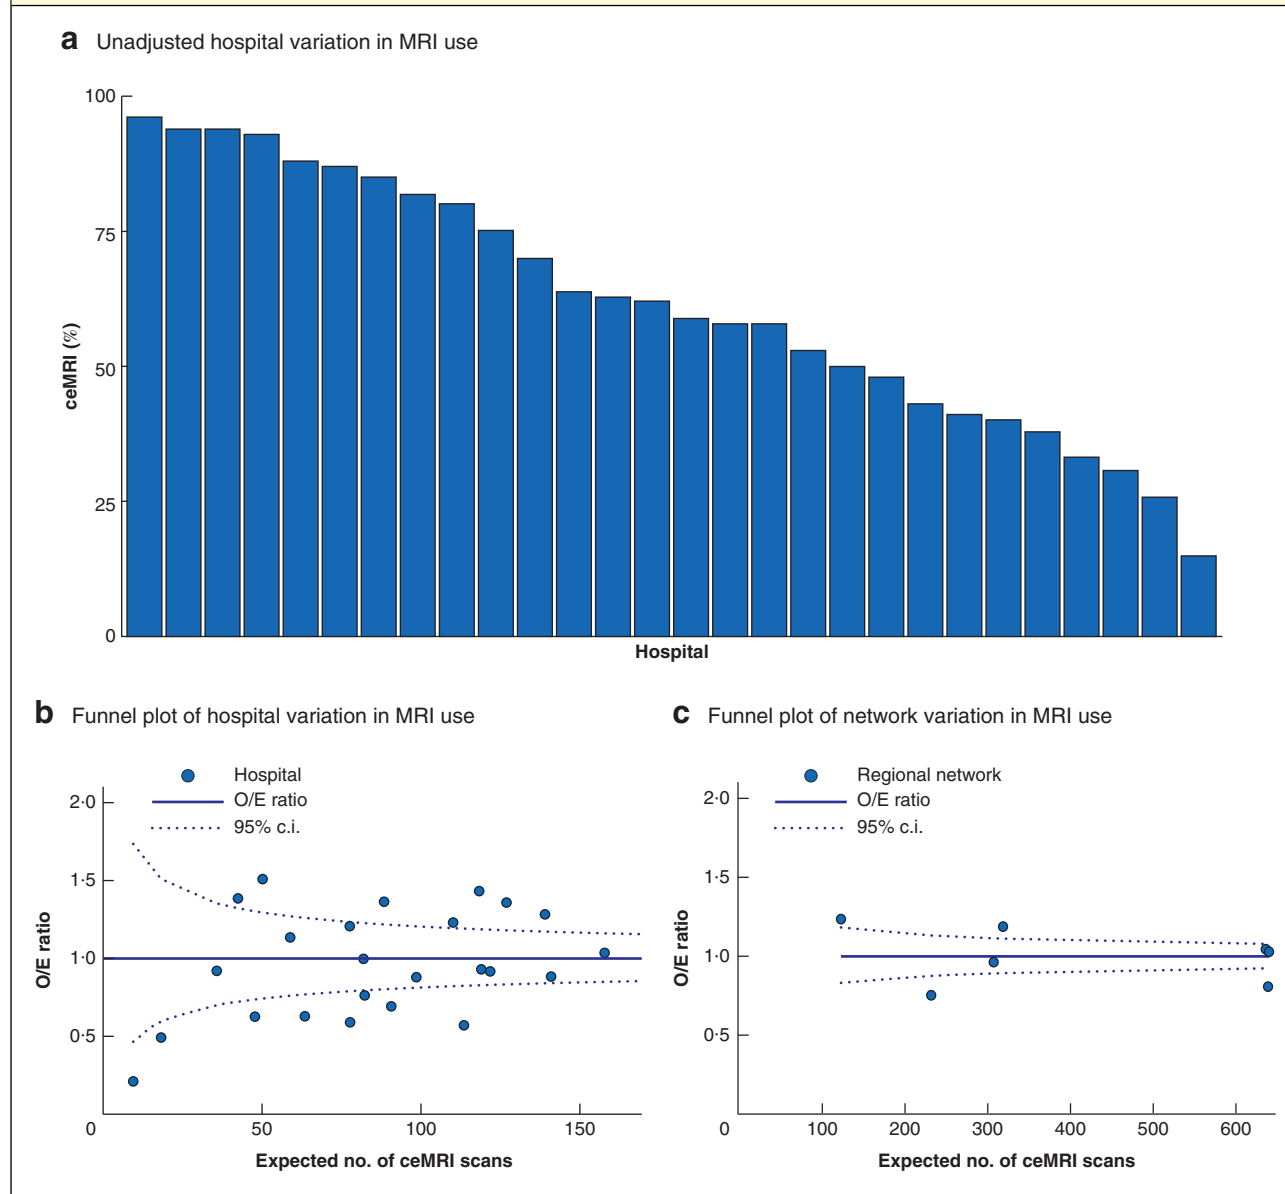 a Unadjusted hospital variation in MRI use
100
75
50
25
0
ceMRI (%)
Hospital
b Funnel plot of hospital variation in MRI use
Hospital
O/E ratio
95% c.i.
2·0
1·5
1·0
0·5
0
50
100
150
O/E ratio
Expected no. of ceMRI scans
c Funnel plot of network variation in MRI use
Regional network
O/E ratio
95% c.i.
2·0
1·5
1·0
0·5
0
100
200
300
400
500
600
O/E ratio
Expected no. of ceMRI scans